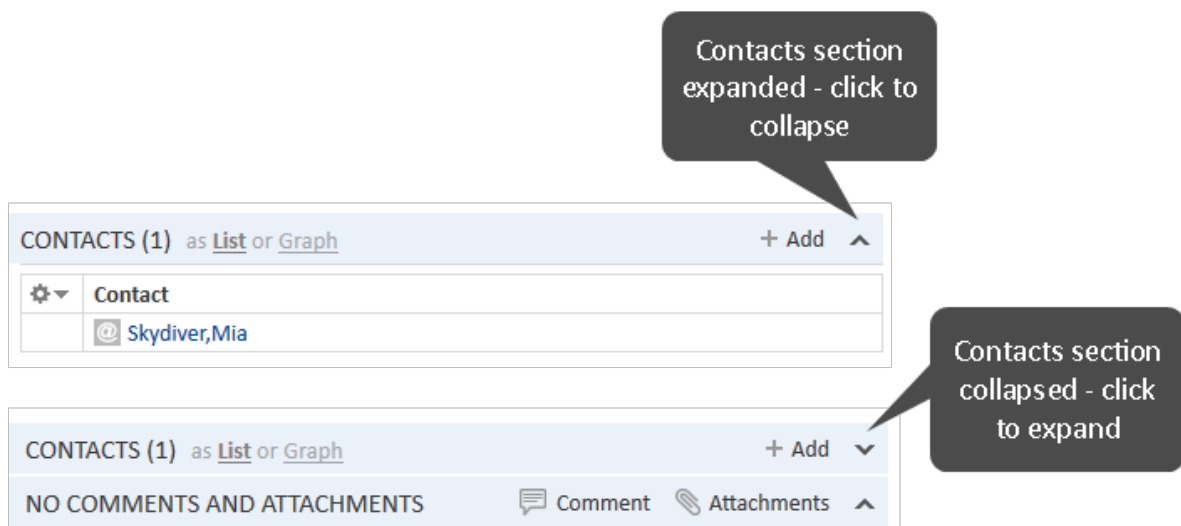 Contacts section
expanded - click to
collapse
CONTACTS (1) as List or Graph + Add
Contact
@ Skydiver,Mia
Contacts section
collapsed - click
to expand
CONTACTS (1) as List or Graph + Add
NO COMMENTS AND ATTACHMENTS Comment Attachments